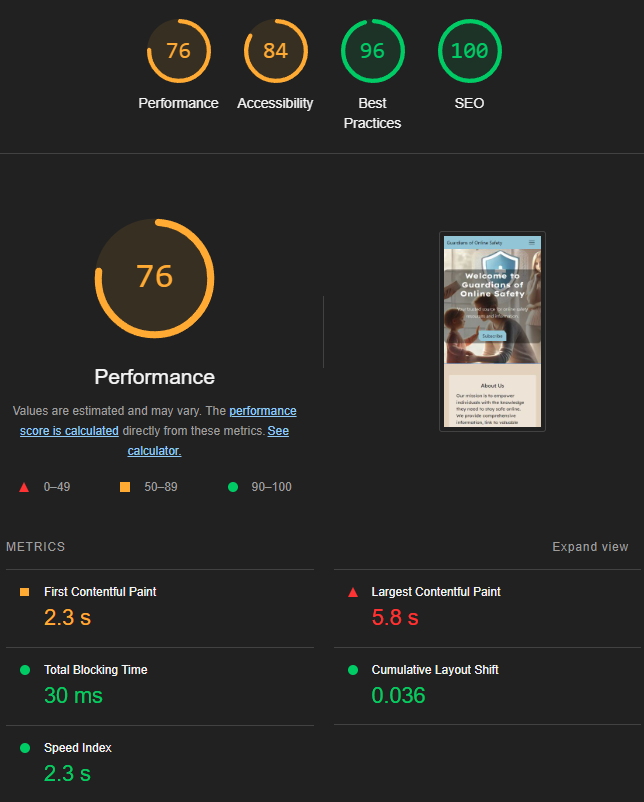 76
84
96
100
Performance
Accessibility
Best
Practices
SEO
76
Performance
Values are estimated and may vary. The performance
score is calculated directly from these metrics. See
calculator.
0–49
50–89
90–100
Guardians of Online Safety
Welcome to
Guardians of
Online Safety
Your trusted source for online safety
resources and information.
Subscribe
About Us
Our mission is to empower
individuals with the knowledge
they need to stay safe online.
We provide comprehensive
information, link to valuable
METRICS
Expand view
First Contentful Paint
2.3 s
Largest Contentful Paint
5.8 s
Total Blocking Time
30 ms
Cumulative Layout Shift
0.036
Speed Index
2.3 s